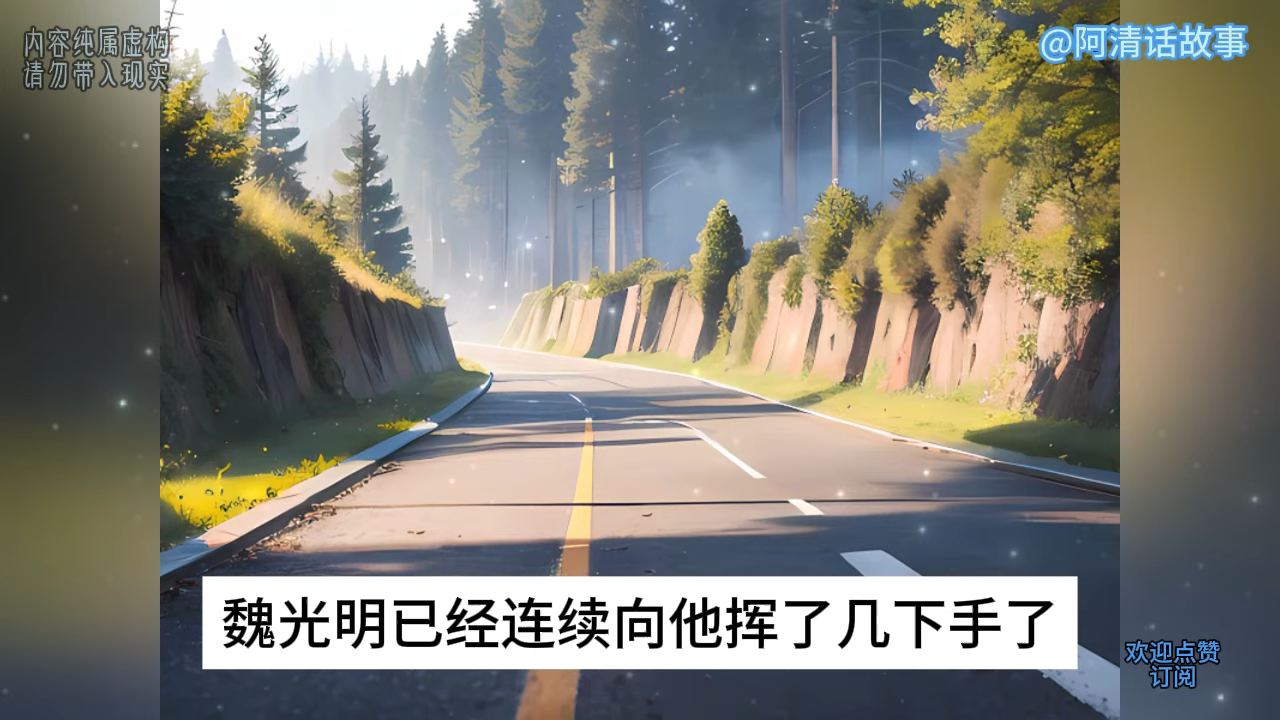 内容纯属虚构
请勿带入现实
@阿清话故事
魏光明已经连续向他挥了几下手了
欢迎点赞
订阅